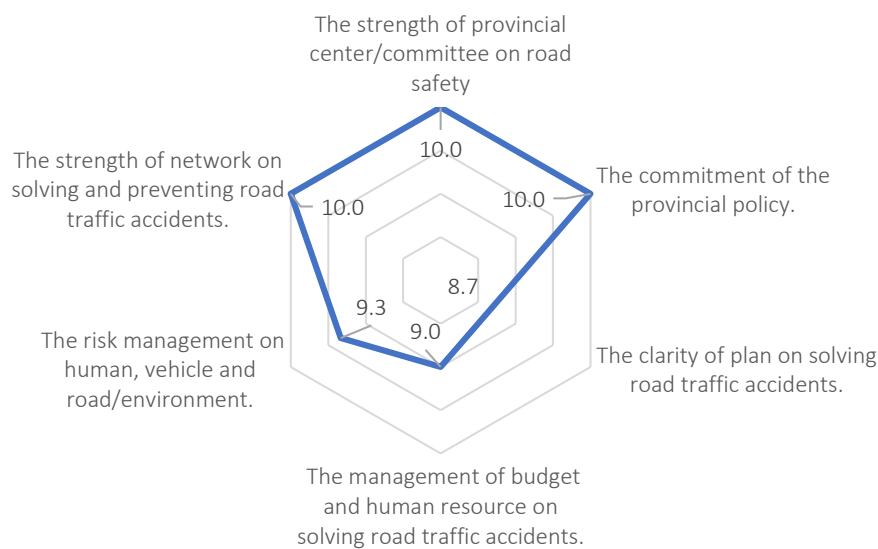 The strength of provincial
center/committee on road
safety
10.0
The commitment of the
provincial policy.
10.0
The clarity of plan on solving
road traffic accidents.
8.7
The management of budget
and human resource on
solving road traffic accidents.
9.0
The risk management on
human, vehicle and
road/environment.
9.3
The strength of network on
solving and preventing road
traffic accidents.
10.0